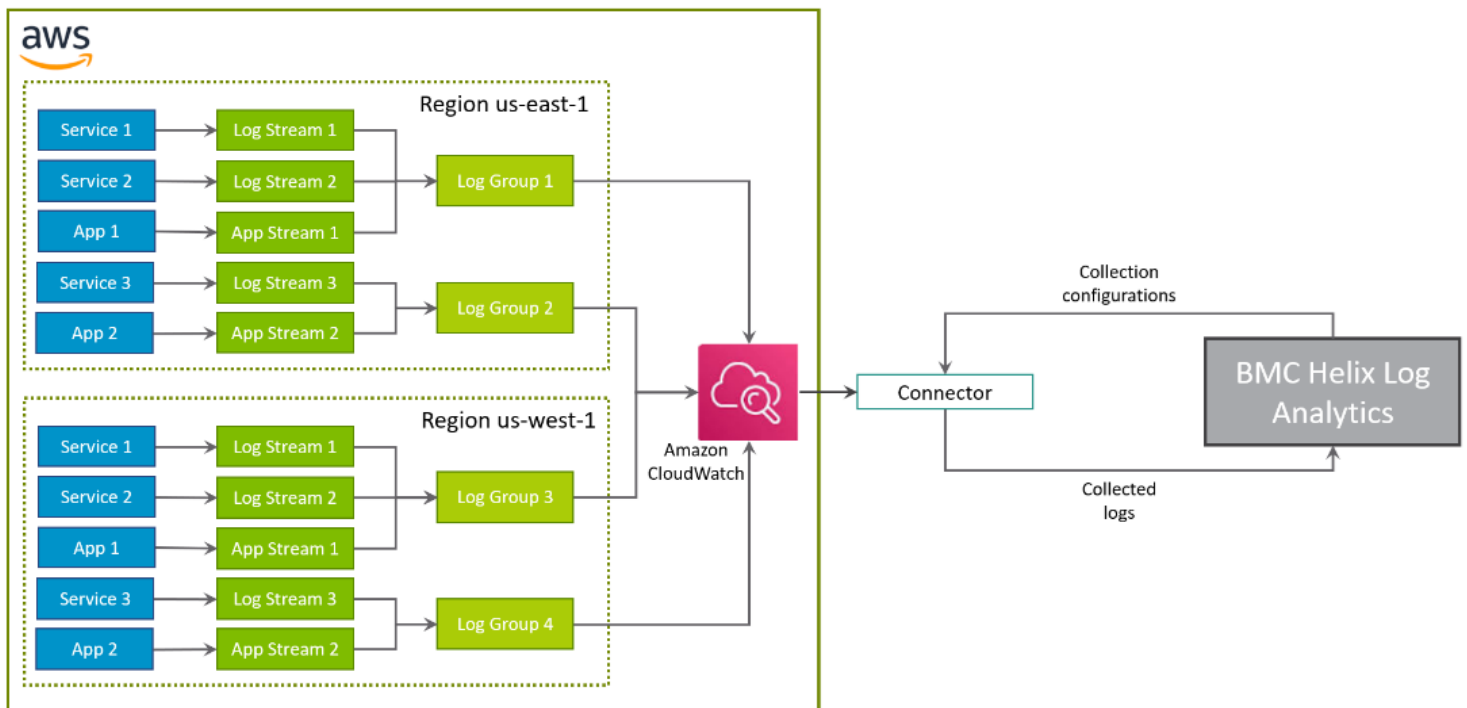 aws
Region us-east-1
Service 1
Log Stream 1
Service 2
Log Stream 2
Log Group 1
App 1
App Stream 1
Service 3
Log Stream 3
Log Group 2
App 2
App Stream 2
Region us-west-1
Service 1
Log Stream 1
Service 2
Log Stream 2
Log Group 3
App 1
App Stream 1
Service 3
Log Stream 3
Log Group 4
App 2
App Stream 2
Amazon
CloudWatch
Connector
Collection
configurations
BMC Helix Log
Analytics
Collected
logs